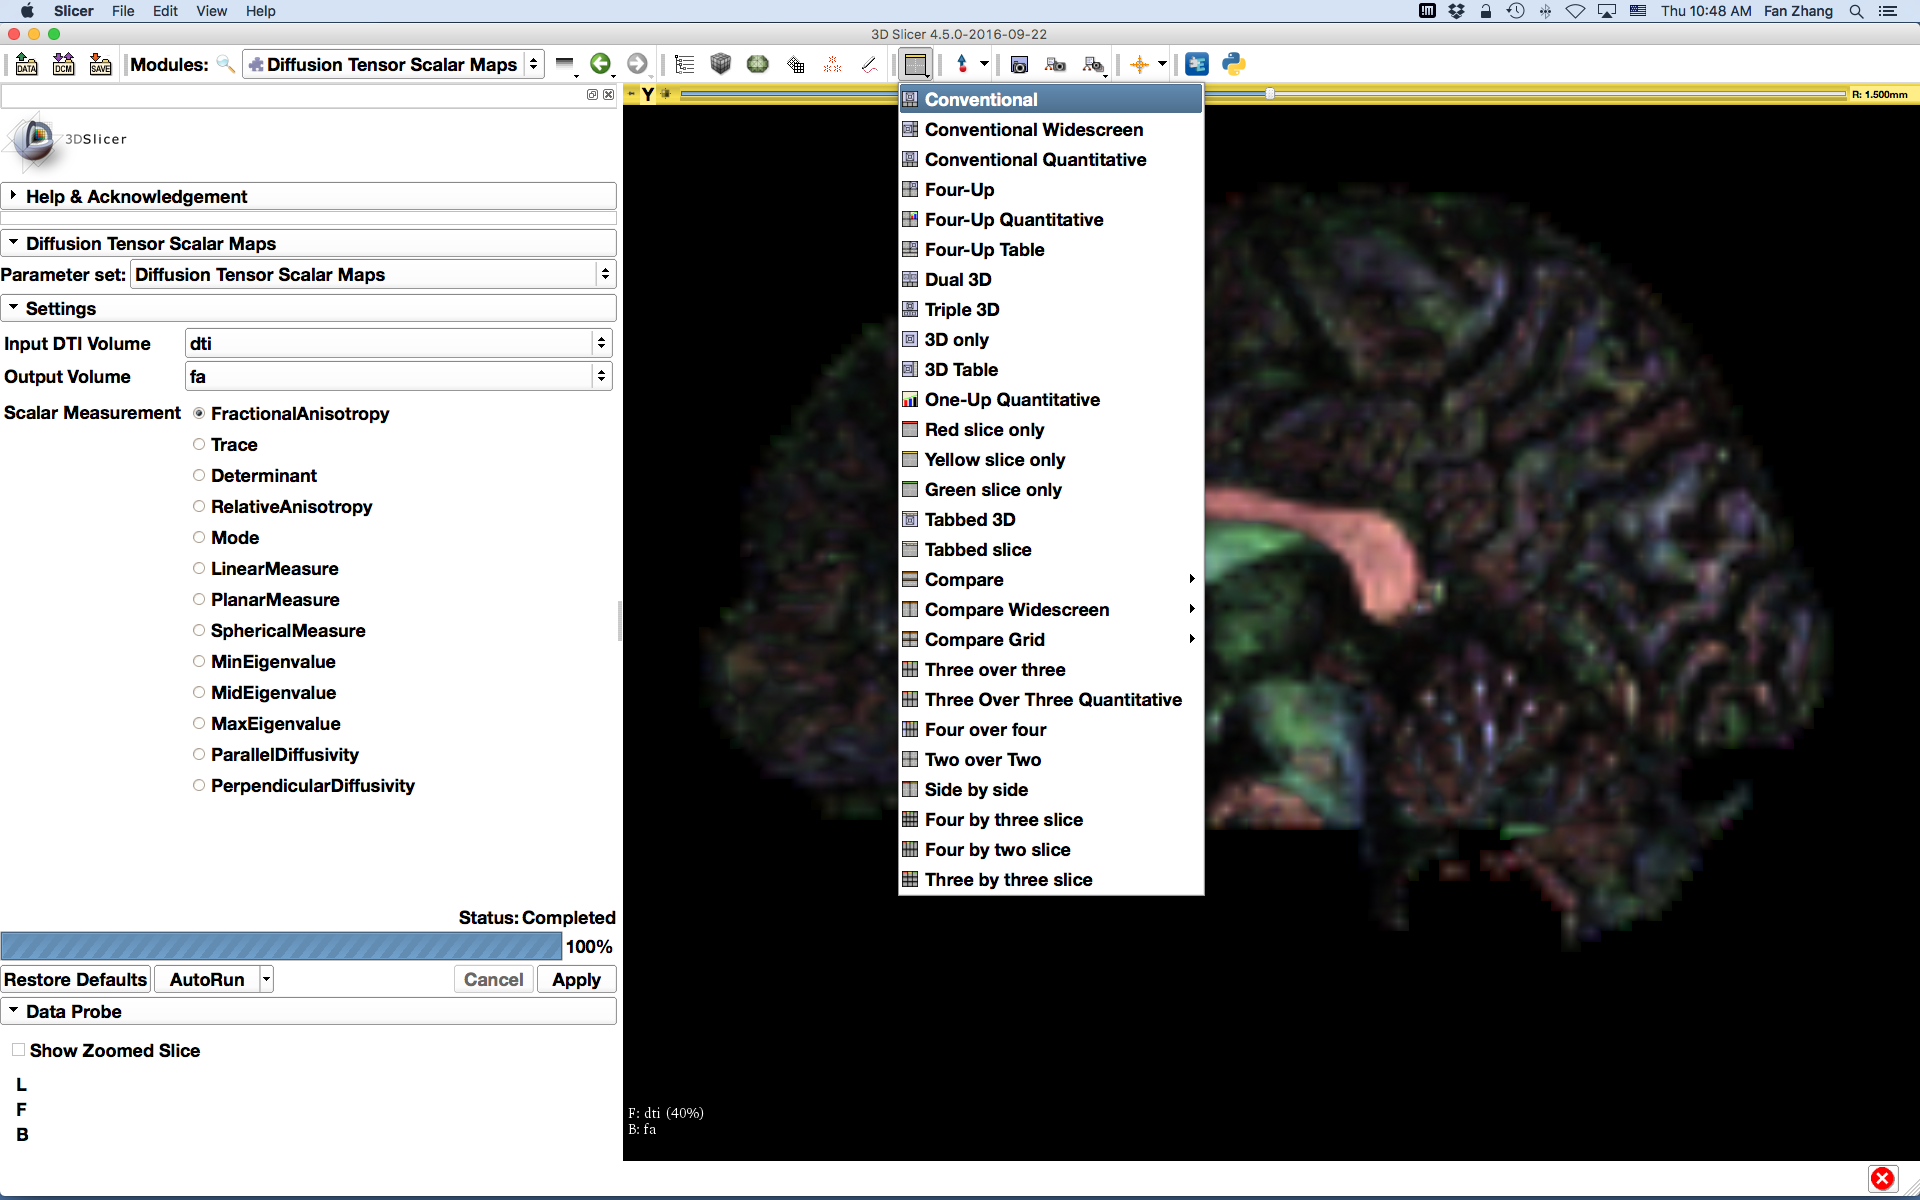 Slicer File Edit View Help Thu 10:48 AM Fan Zhang
3D Slicer 4.5.0-2016-09-22
DATA DCM SAVE Modules: Diffusion Tensor Scalar Maps
Y R: 1.500mm
3DSlicer
Help & Acknowledgement
Diffusion Tensor Scalar Maps
Parameter set: Diffusion Tensor Scalar Maps
Settings
Input DTI Volume dti
Output Volume fa
Scalar Measurement FractionalAnisotropy
Trace
Determinant
RelativeAnisotropy
Mode
LinearMeasure
PlanarMeasure
SphericalMeasure
MinEigenvalue
MidEigenvalue
MaxEigenvalue
ParallelDiffusivity
PerpendicularDiffusivity
Status: Completed
100%
Restore Defaults AutoRun Cancel Apply
Data Probe
Show Zoomed Slice
L
F
B
Conventional
Conventional Widescreen
Conventional Quantitative
Four-Up
Four-Up Quantitative
Four-Up Table
Dual 3D
Triple 3D
3D only
3D Table
One-Up Quantitative
Red slice only
Yellow slice only
Green slice only
Tabbed 3D
Tabbed slice
Compare
Compare Widescreen
Compare Grid
Three over three
Three Over Three Quantitative
Four over four
Two over Two
Side by side
Four by three slice
Four by two slice
Three by three slice
F: dti (40%)
B: fa